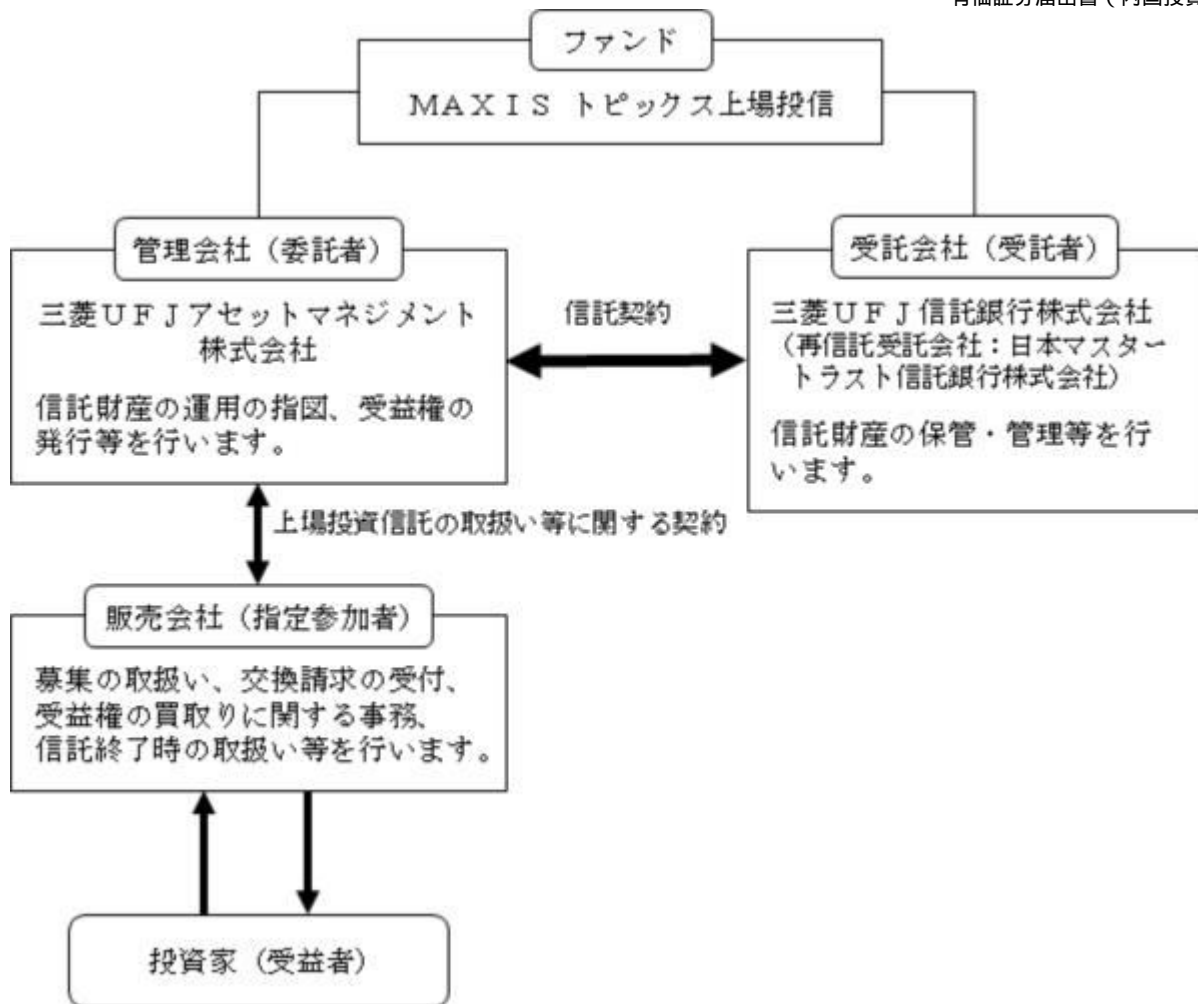 ファンド
ＭＡＸＩＳ トピックス上場投信
管理会社（委託者）
三菱ＵＦＪアセットマネジメント
株式会社
信託財産の運用の指図、受益権の
発行等を行います。
信託契約
受託会社（受託者）
三菱ＵＦＪ信託銀行株式会社
（再信託受託会社：日本マスター
トラスト信託銀行株式会社）
信託財産の保管・管理等を行
います。
上場投資信託の取扱い等に関する契約
販売会社（指定参加者）
募集の取扱い、交換請求の受付、
受益権の買取りに関する事務、
信託終了時の取扱い等を行います。
投資家（受益者）